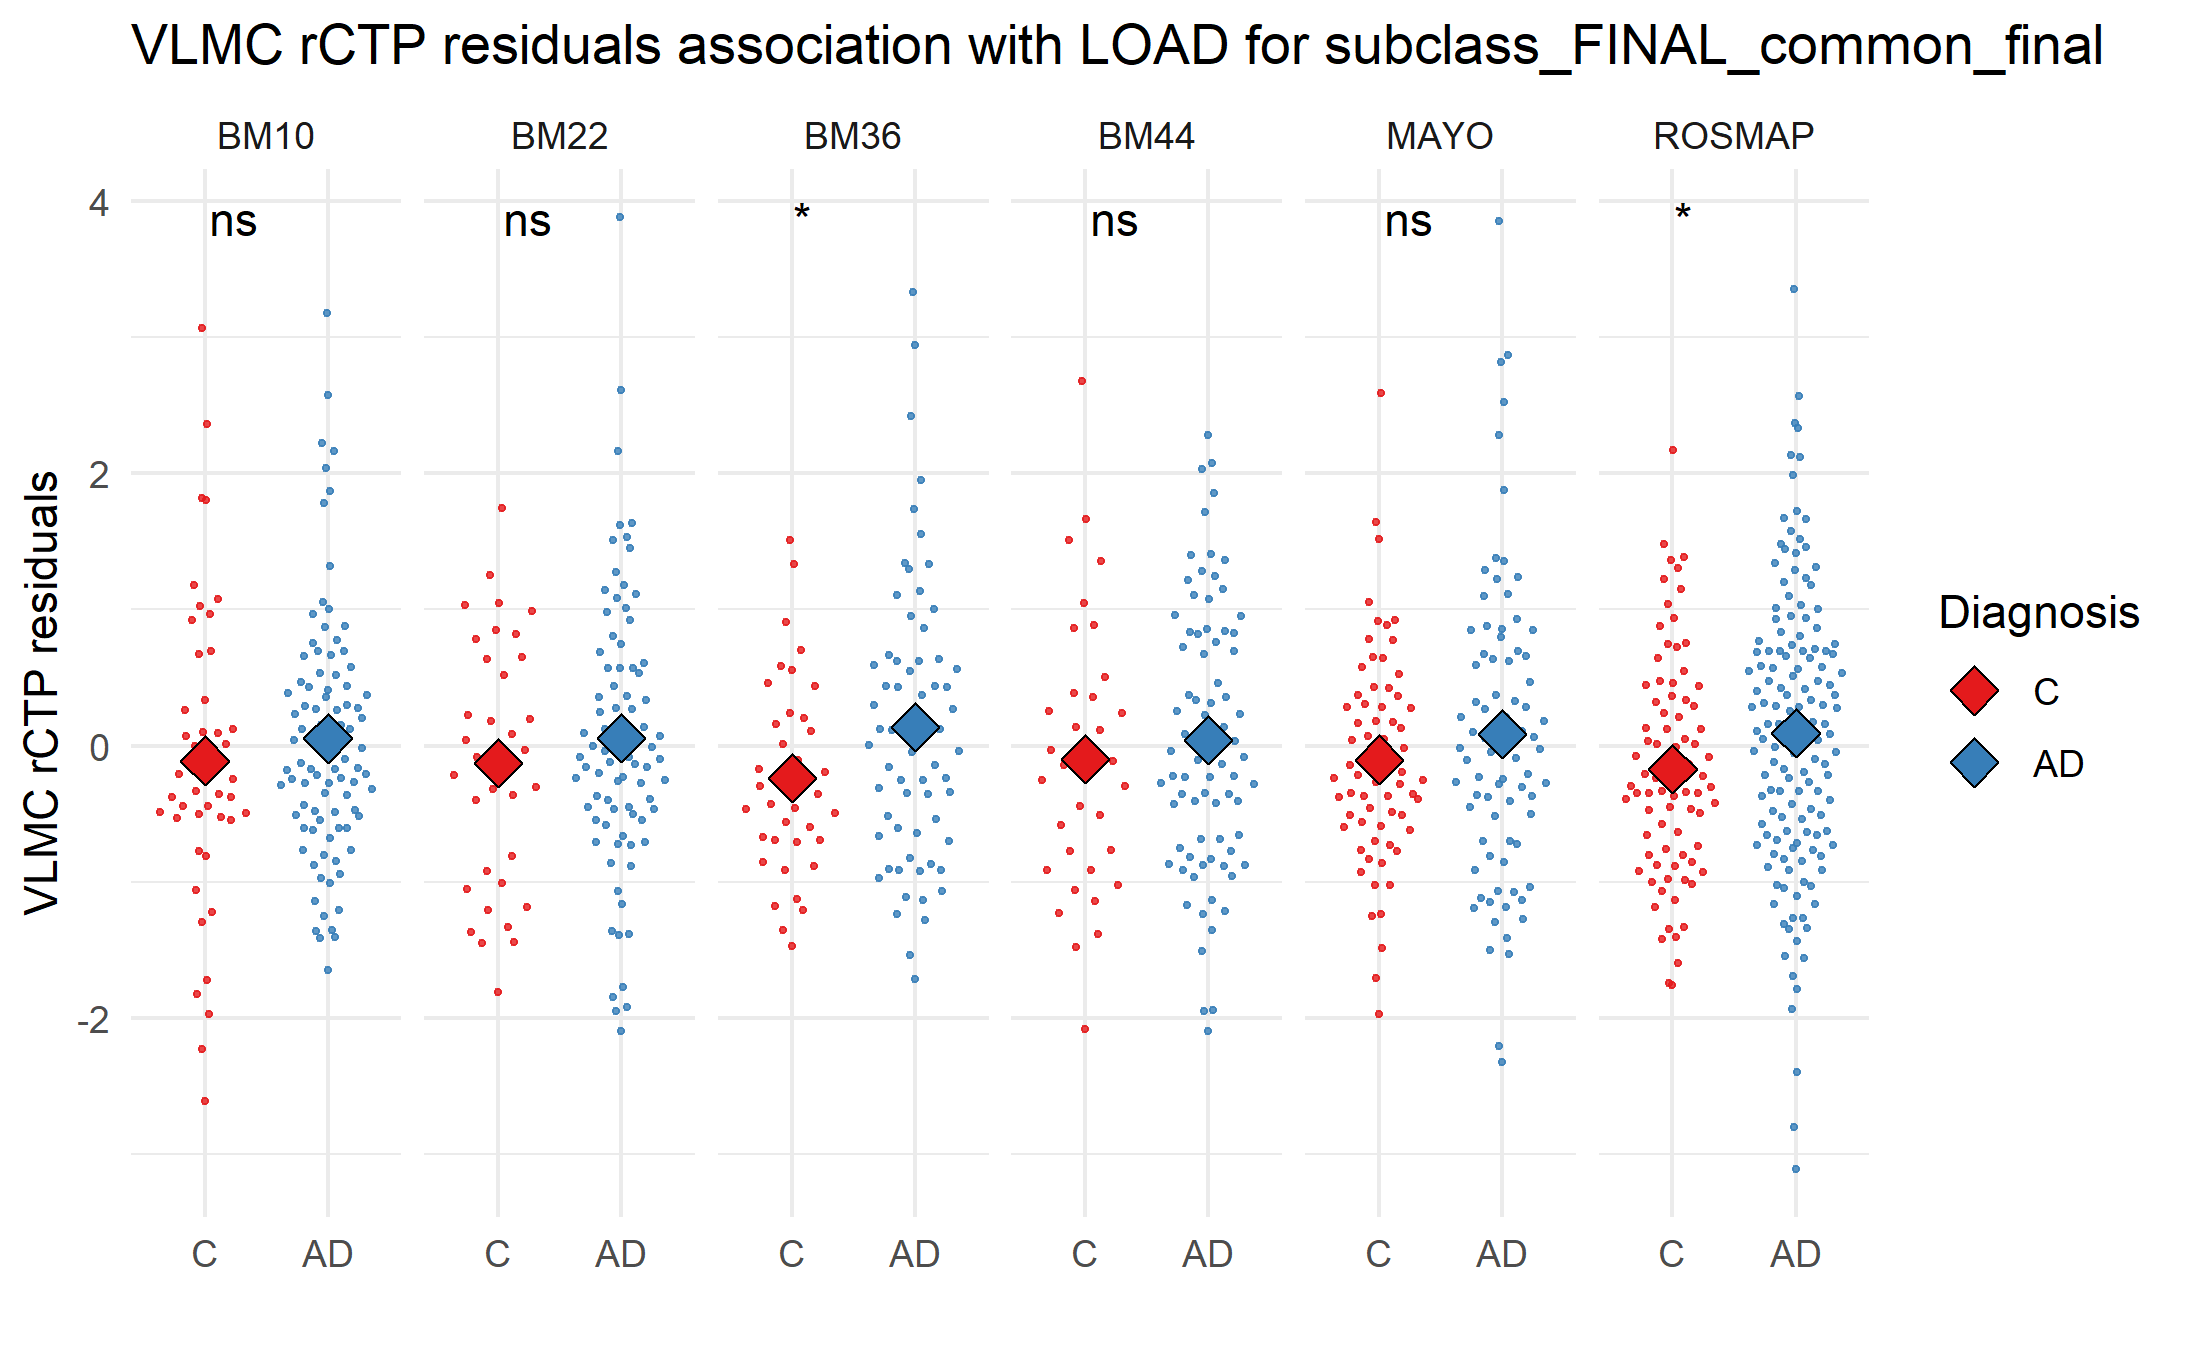 VLMC rCTP residuals association with LOAD for subclass_FINAL_common_final
BM10 BM22 BM36 BM44 MAYO ROSMAP
ns ns * ns ns *
4
2
0
-2
VLMC rCTP residuals
C AD C AD C AD C AD C AD C AD
Diagnosis
C
AD